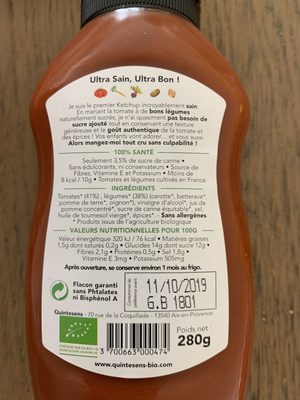 Ultra Sain, Ultra Bon !
Je suis le premier Ketchup incroyablement sain
En mariant la tomate à de bons légumes
naturellement sucrés, je n'ai quasiment pas besoin de
sucre ajouté tout en conservant une texture
généreuse et le goût authentique de la tomate et
des épices ! Vos enfants vont adorer... et vous aussi.
Alors mangez-moi tout cru sans culpabilité !
100% SANTÉ
Seulement 3,5% de sucre de canne •
Sans édulcorants, ni conservateurs • Source de
Fibres, Vitamine E et Potassium • Moins de
8 kcal / 10g • Tomates et légumes cultivés en France
INGRÉDIENTS
Tomates* (41%) , légumes* (38%) (carotte*, betterave*,
pomme de terre*, oignon*), vinaigre d'alcool*, jus de
pomme concentré*, sucre de canne équitable*, sel,
huile de tournesol vierge*, épices*. • Sans allergènes
* Produits issus de l'agriculture biologique
VALEURS NUTRITIONNELLES POUR 100G
Valeur énergétique 320 kJ / 76 kcal • Matières grasses
1.5g dont saturés 0.2g • Glucides 14g dont sucre 12g •
Fibres 2,1g • Protéines 0,5g • Sel 1.8g
Vitamine E 3mg • Potassium 505mg
Après ouverture, se conserve environ 1 mois au frigo.
Flacon garanti
sans Phtalates
ni Bisphénol A
11/10/2019
6.B 1801
Quintesens - 70 rue de la Coquillade - 13540 Aix-en-Provence
Poids net :
280g
3 700663 000474
www.quintesens-bio.com